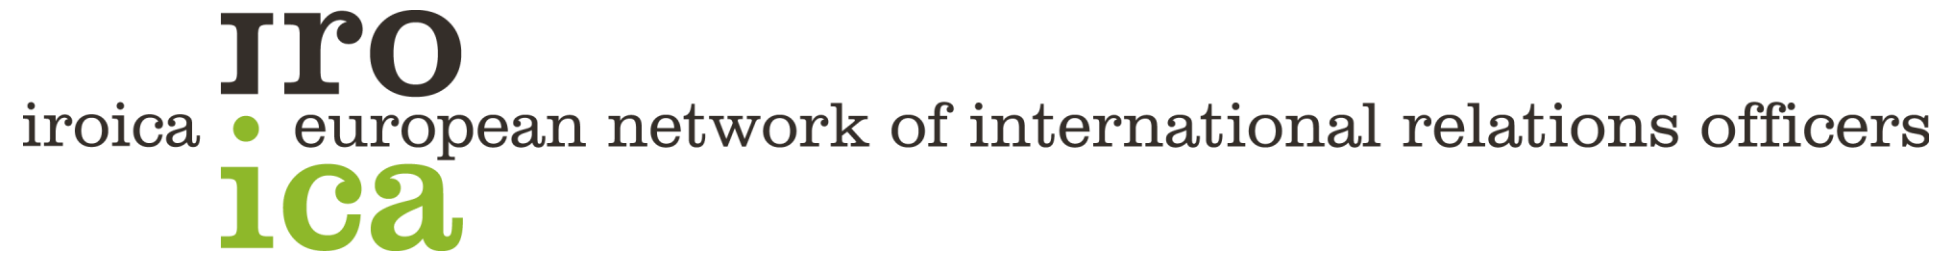 iro
iroica • european network of international relations officers
ica